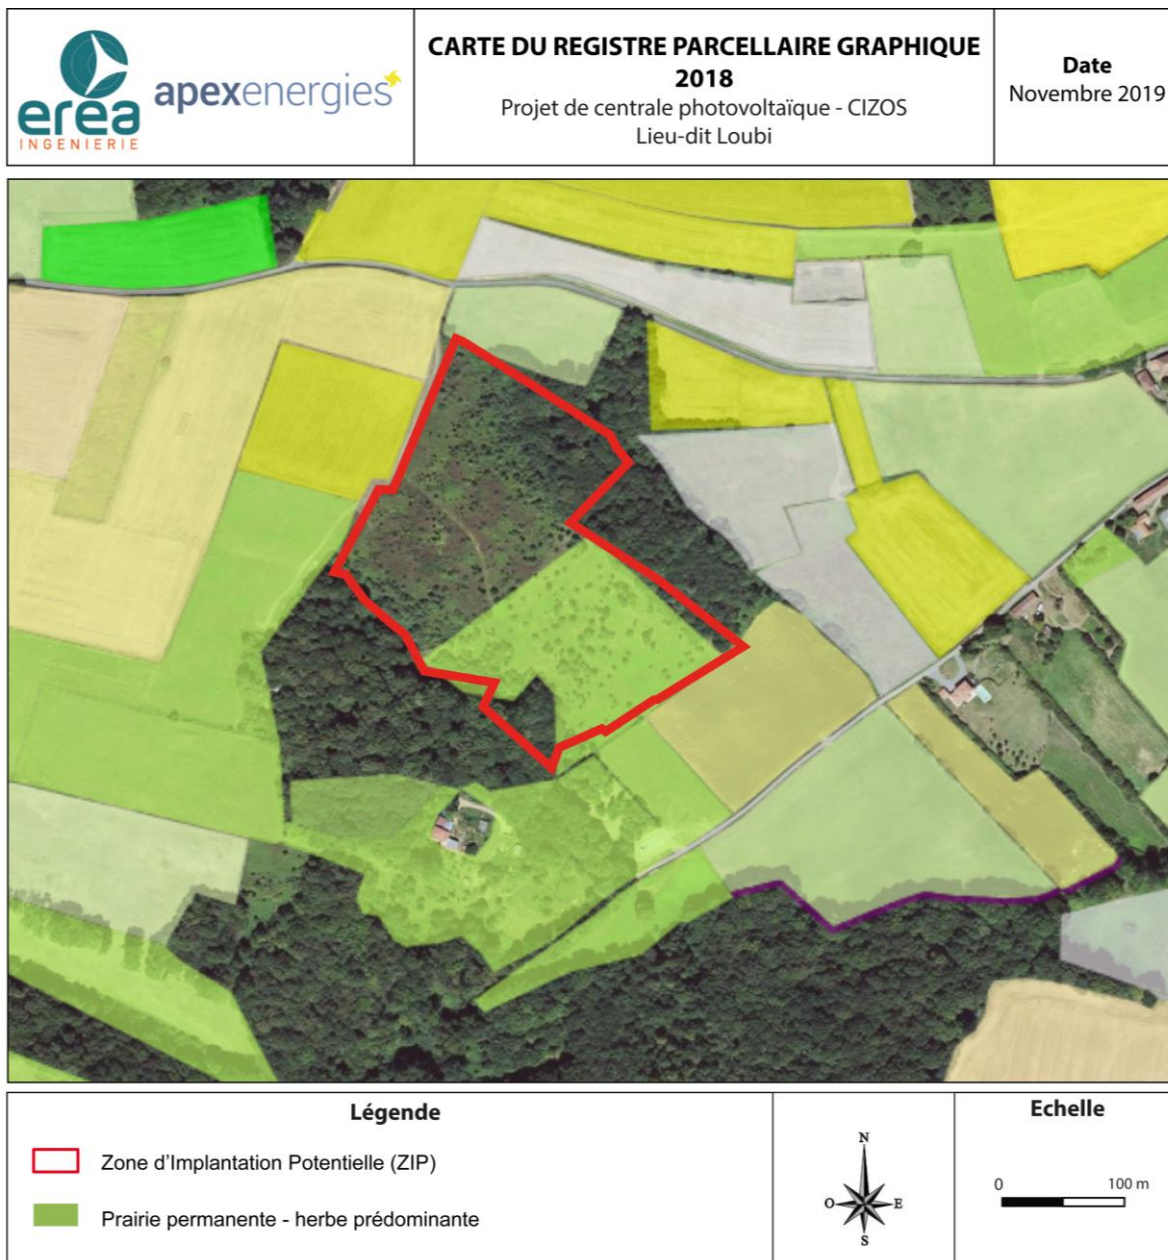 eréa
INGENIERIE
apexenergies
CARTE DU REGISTRE PARCELLAIRE GRAPHIQUE
2018
Projet de centrale photovoltaïque - CIZOS
Lieu-dit Loubi
Date
Novembre 2019
Légende
Zone d'Implantation Potentielle (ZIP)
Prairie permanente - herbe prédominante
N
O
E
S
Echelle
0
100 m